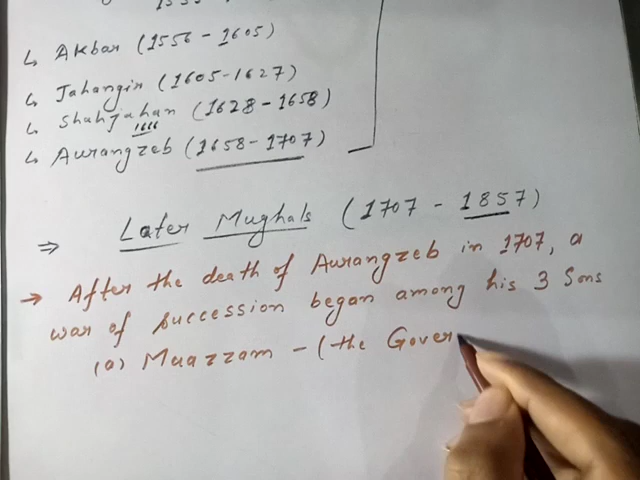 ↳ Akbar (1556 - 1605)
↳ Jahangir (1605-1627)
↳ Shahjahan (1628-1658)
1666
↳ Aurangzeb (1658-1707)
⇒ Later Mughals (1707 - 1857)
→ After the death of Aurangzeb in 1707, a
war of succession began among his 3 Sons
(a) Muazzam - (the Gover